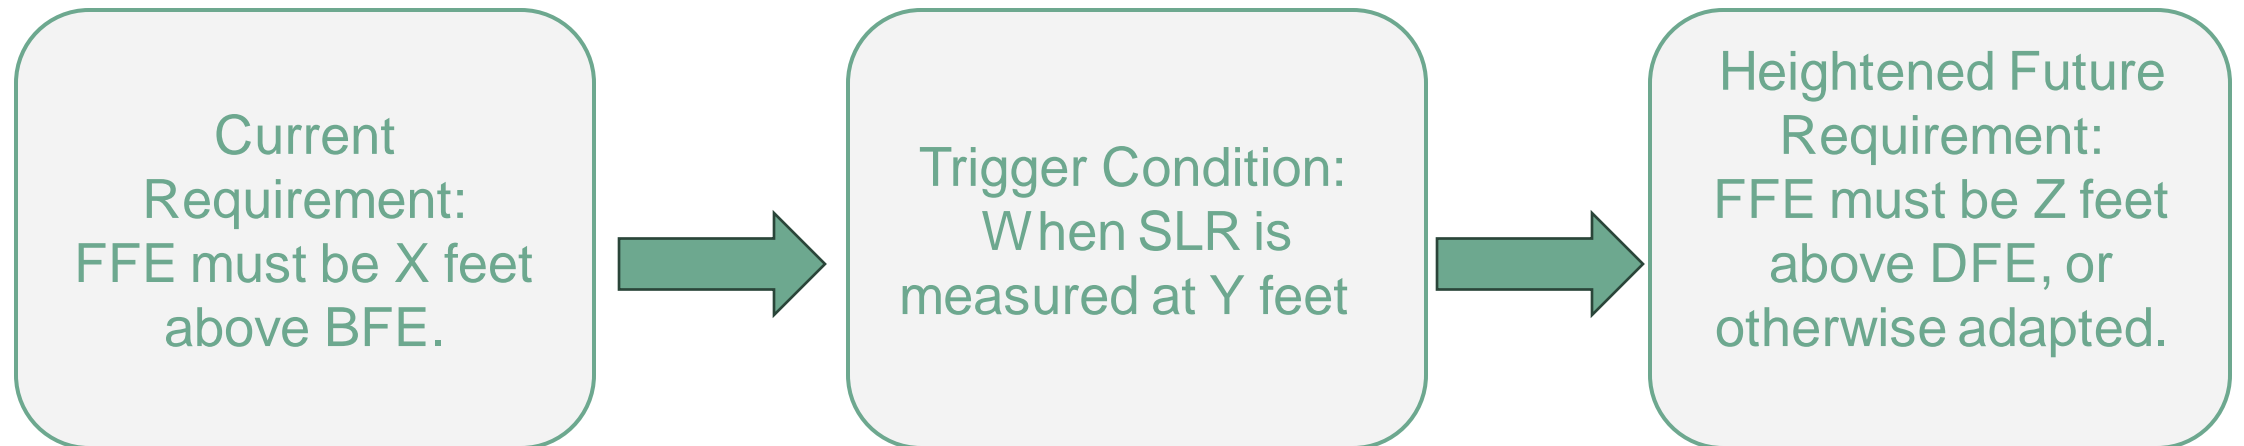 Current
Requirement:
FFE must be X feet
above BFE.
Trigger Condition:
When SLR is
measured at Y feet
Heightened Future
Requirement:
FFE must be Z feet
above DFE, or
otherwise adapted.